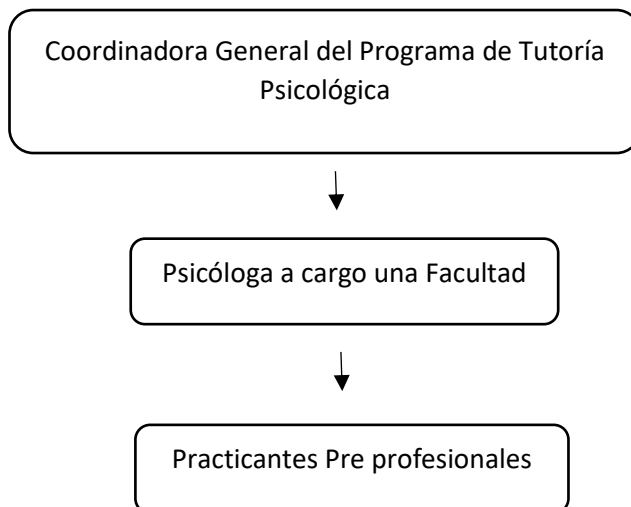 Coordinadora General del Programa de Tutoría
Psicológica
Psicóloga a cargo una Facultad
Practicantes Pre profesionales